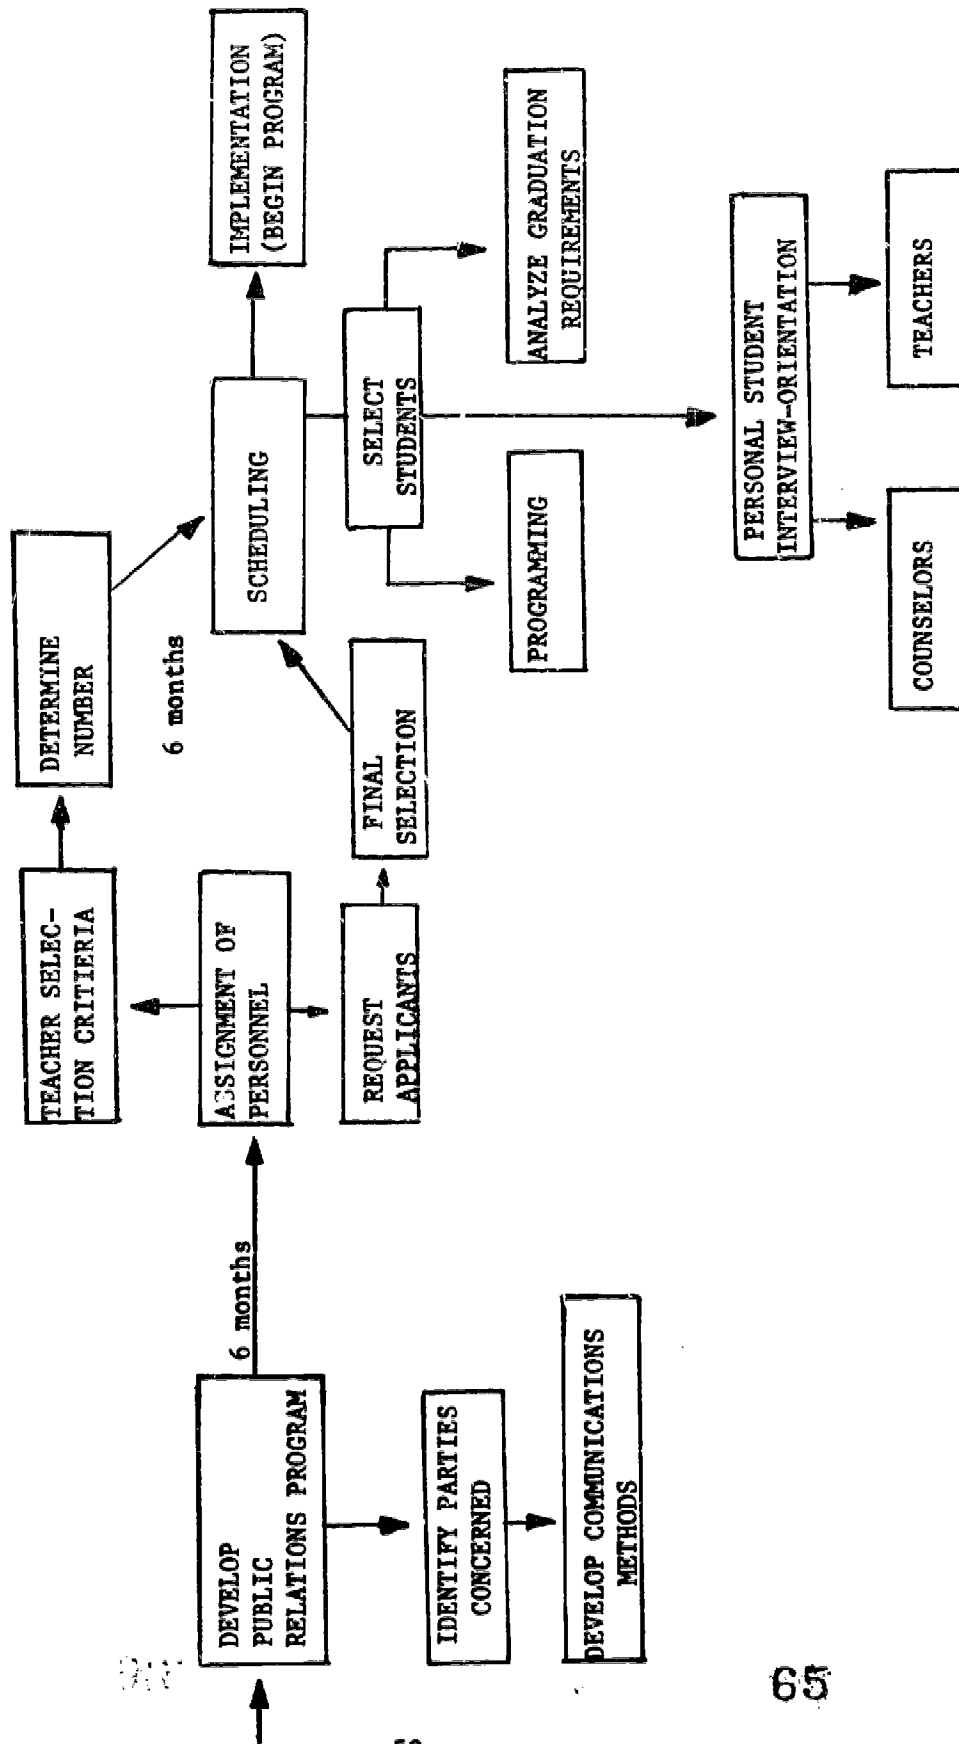 DEVELOP
PUBLIC
RELATIONS PROGRAM
6 months
IDENTIFY PARTIES
CONCERNED
DEVELOP COMMUNICATIONS
METHODS
TEACHER SELEC-
TION CRITIERIA
ASSIGNMENT OF
PERSONNEL
REQUEST
APPLICANTS
DETERMINE
NUMBER
6 months
FINAL
SELECTION
SCHEDULING
IMPLEMENTATION
(BEGIN PROGRAM)
SELECT
STUDENTS
PROGRAMMING
ANALYZE GRADUATION
REQUIREMENTS
PERSONAL STUDENT
INTERVIEW-ORIENTATION
COUNSELORS
TEACHERS
65